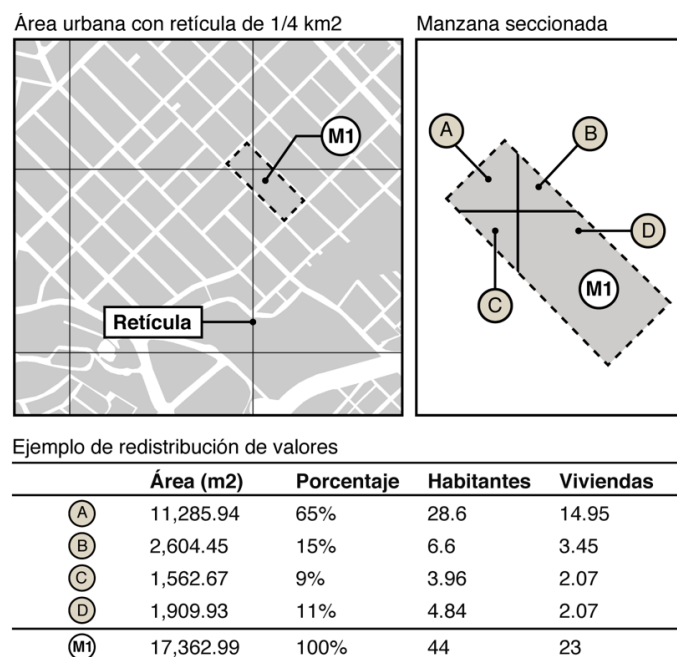 Área urbana con retícula de 1/4 km2
Manzana seccionada
M1
Retícula
A
B
C
D
M1
Ejemplo de redistribución de valores
Área (m2) Porcentaje Habitantes Viviendas
A 11,285.94 65% 28.6 14.95
B 2,604.45 15% 6.6 3.45
C 1,562.67 9% 3.96 2.07
D 1,909.93 11% 4.84 2.07
M1 17,362.99 100% 44 23